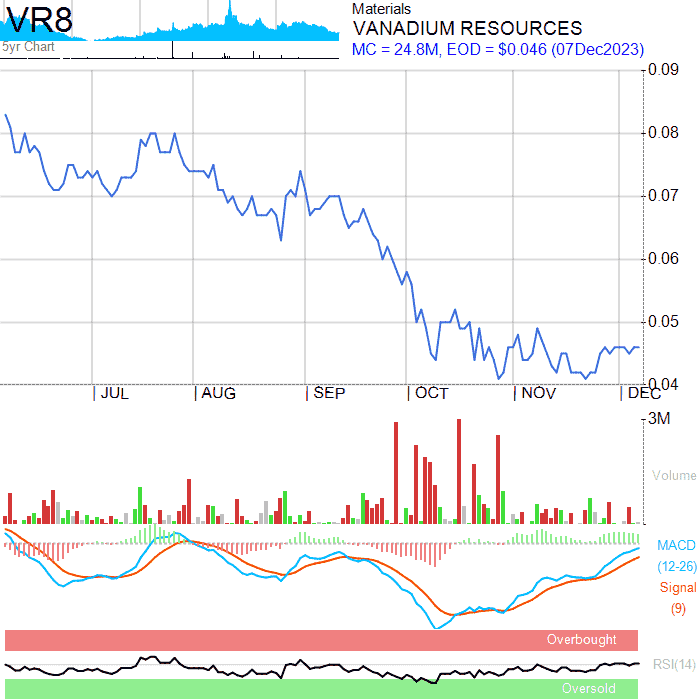 VR8
5yr Chart
Materials
VANADIUM RESOURCES
MC = 24.8M, EOD = $0.046 (07Dec2023)
0.09
0.08
0.07
0.06
0.05
0.04
JUL AUG SEP OCT NOV DEC
3M
Volume
MACD
(12-26)
Signal
(9)
Overbought
RSI(14)
Oversold